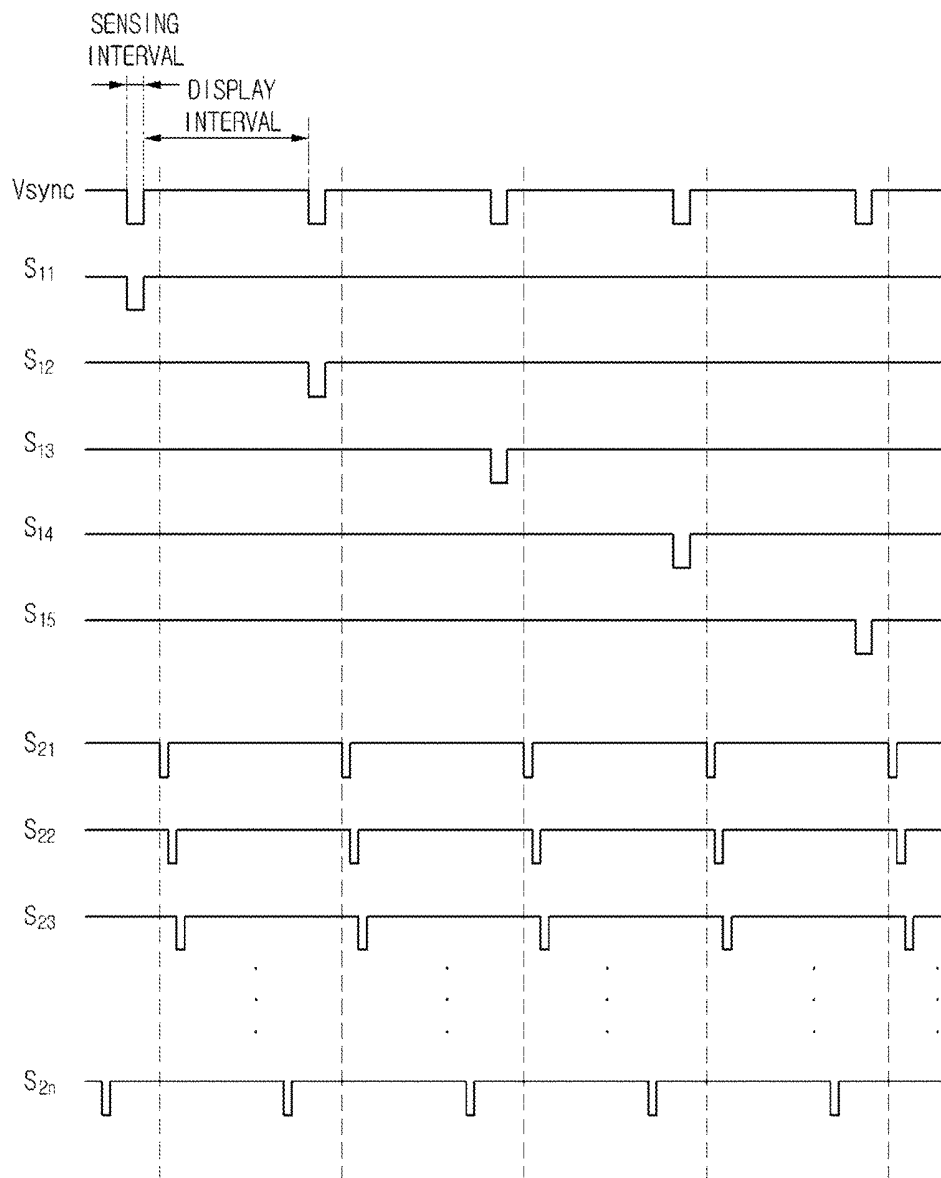 SENSING
INTERVAL
DISPLAY
INTERVAL
Vsync
S11
S12
S13
S14
S15
S21
S22
S23
S2n